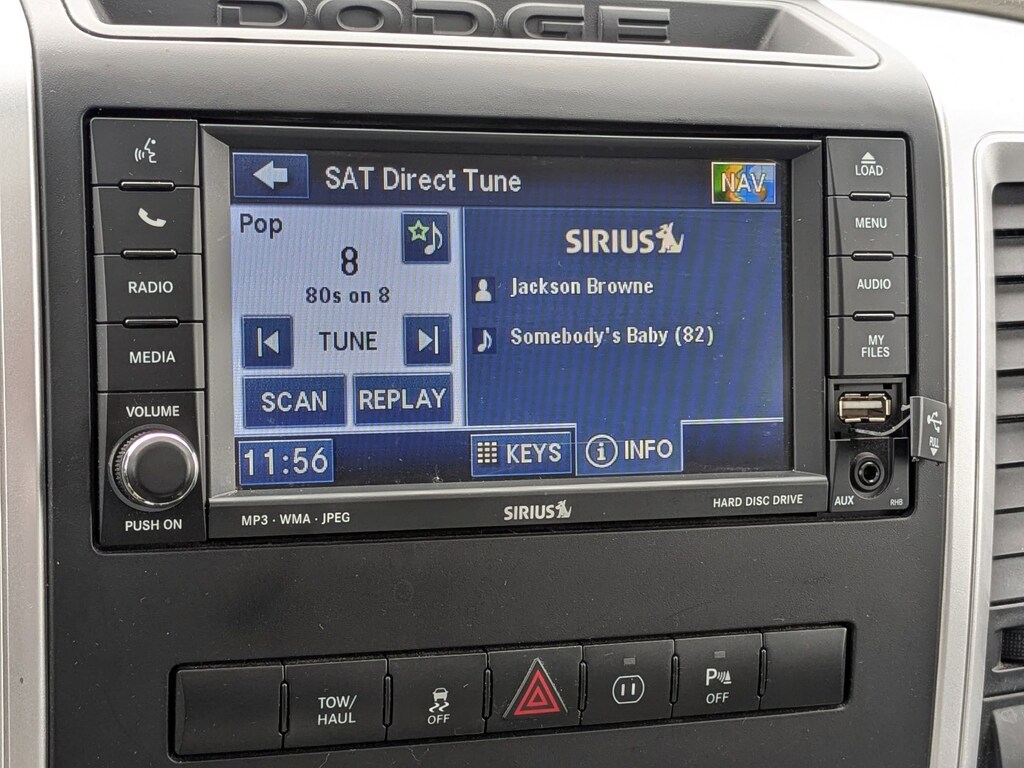 DODGE
SAT Direct Tune
NAV
LOAD
Pop
MENU
8
SIRIUS
80s on 8
Jackson Browne
RADIO
AUDIO
TUNE
Somebody's Baby (82)
MEDIA
MY
FILES
SCAN
REPLAY
VOLUME
11:56
KEYS
INFO
PULL
PUSH ON
MP3 · WMA · JPEG
SIRIUS
HARD DISC DRIVE
AUX
RHB
TOW/
HAUL
OFF
P
OFF